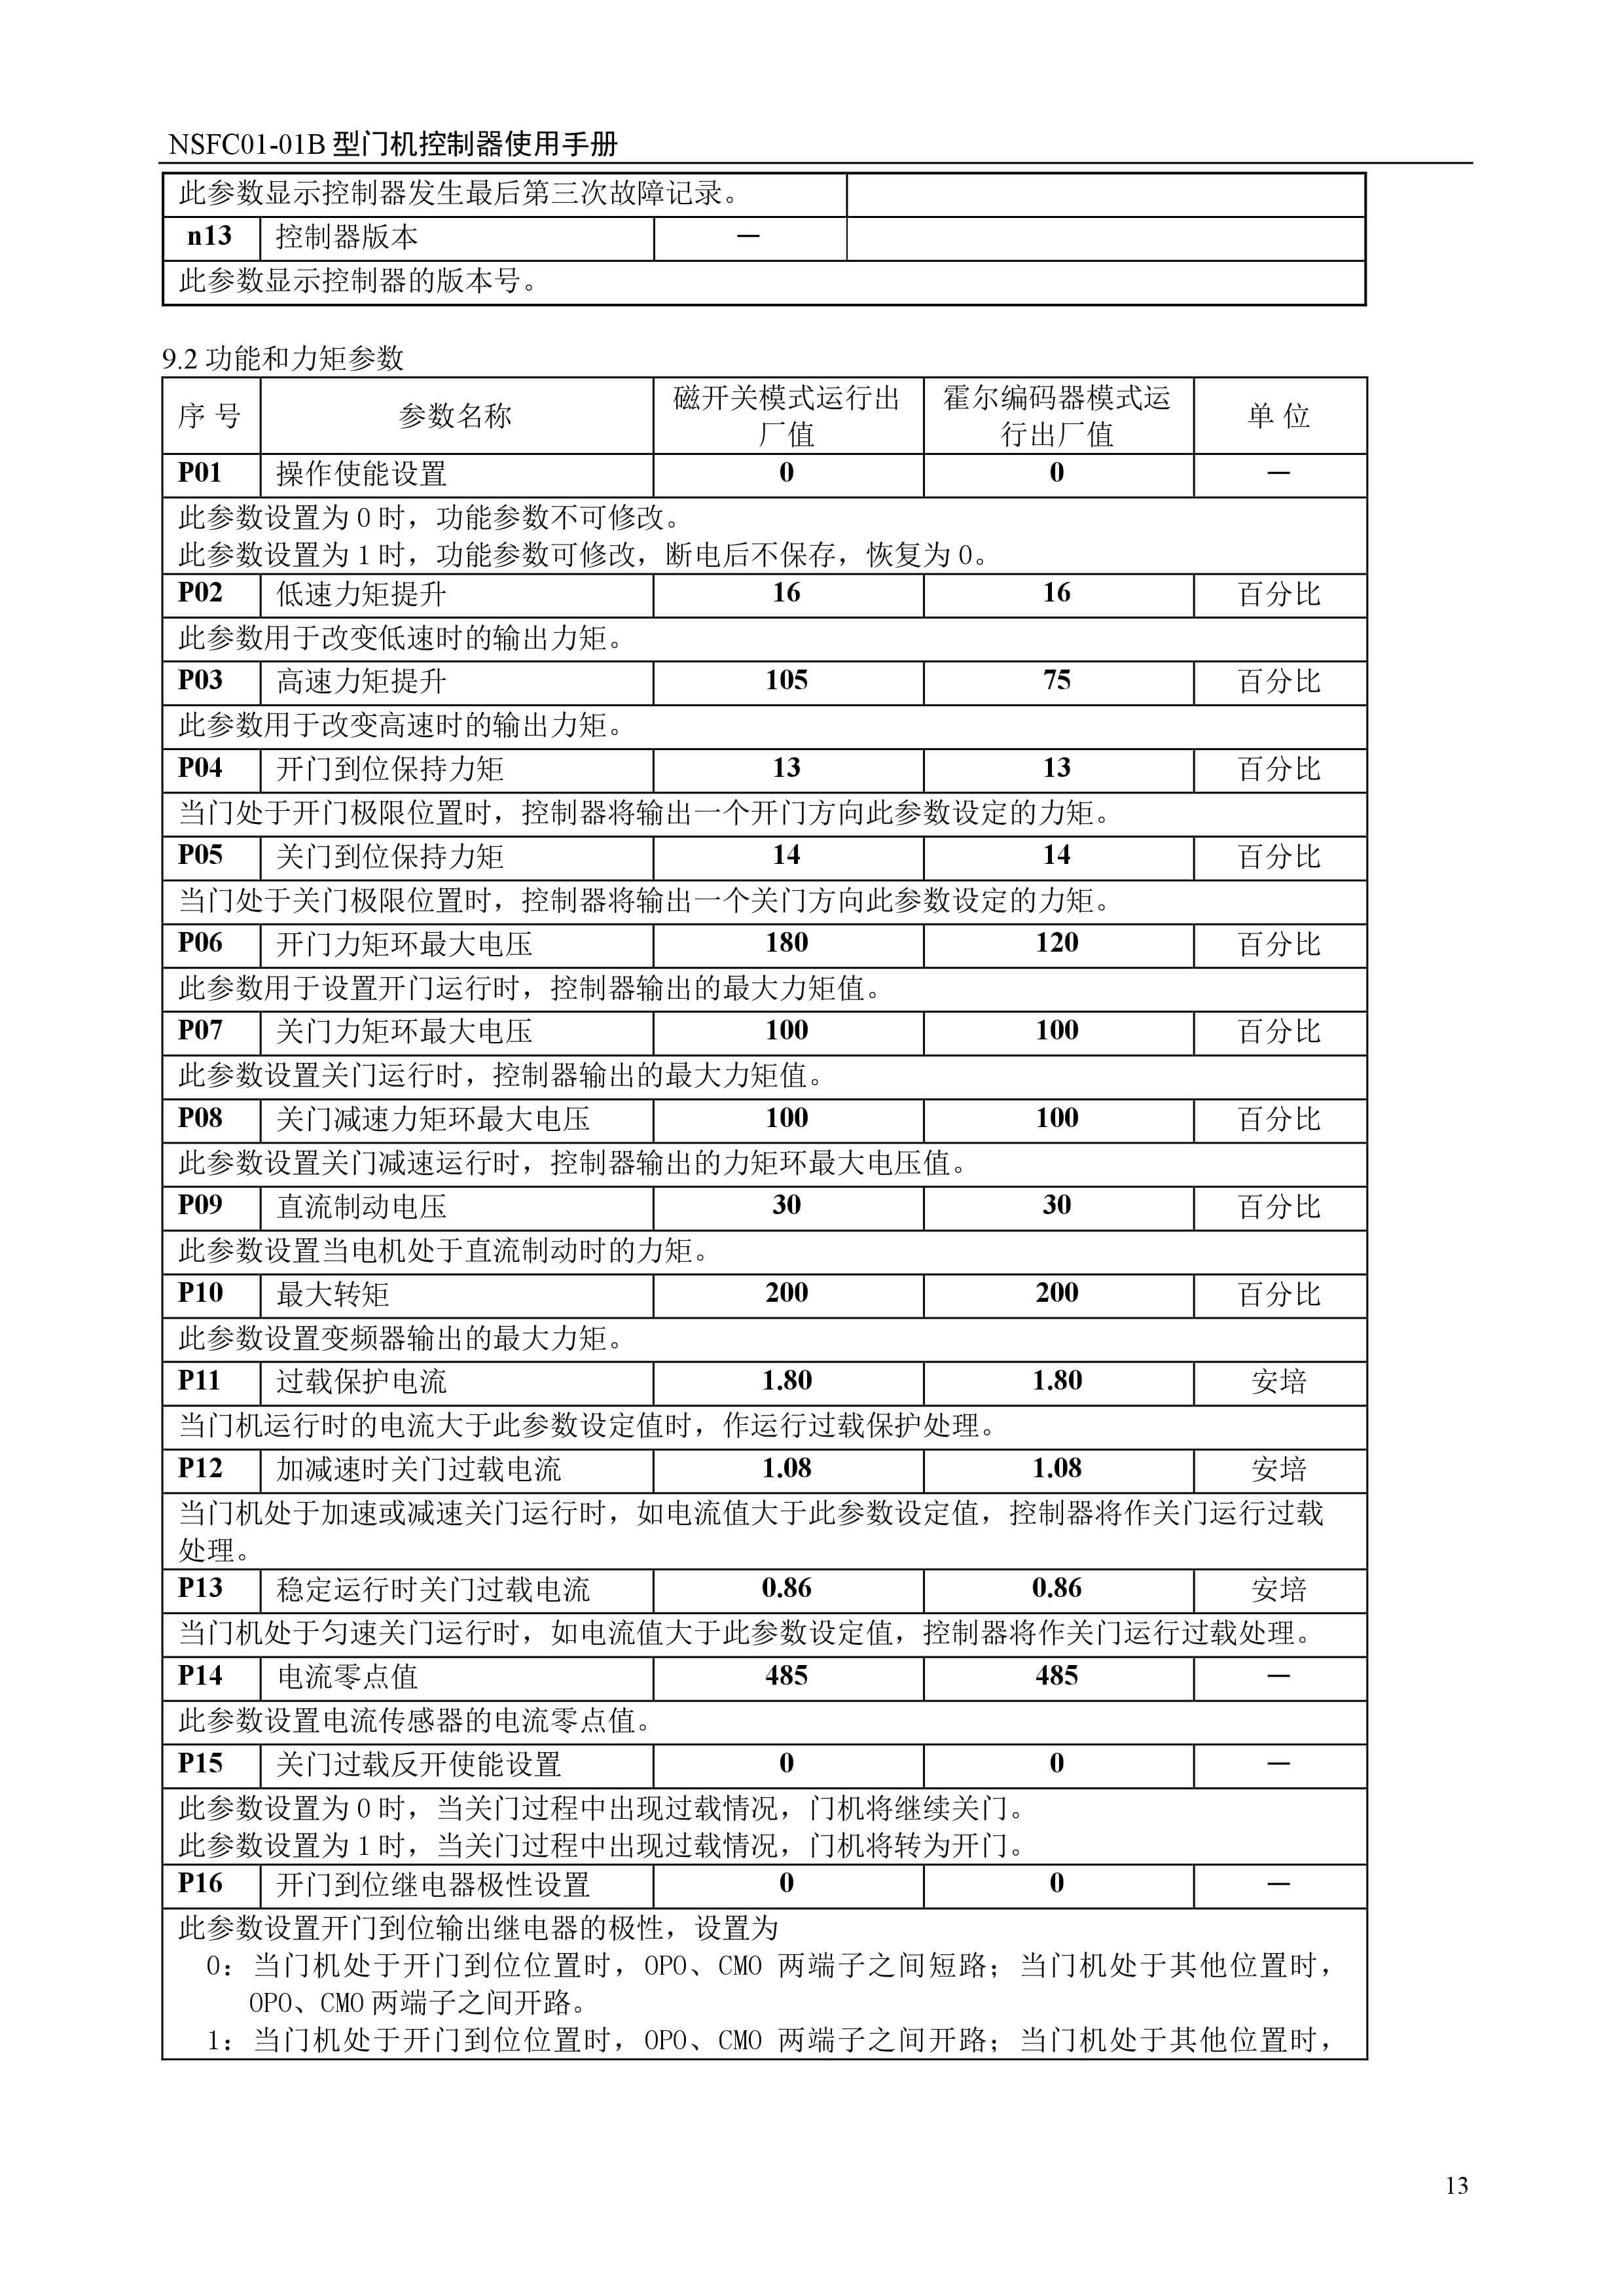 NSFC01-01B 型门机控制器使用手册
此参数显示控制器发生最后第三次故障记录。
n13 控制器版本 —
此参数显示控制器的版本号。
9.2 功能和力矩参数
序 号 参数名称 磁开关模式运行出厂值 霍尔编码器模式运行出厂值 单 位
P01 操作使能设置 0 0 —
此参数设置为 0 时，功能参数不可修改。
此参数设置为 1 时，功能参数可修改，断电后不保存，恢复为 0。
P02 低速力矩提升 16 16 百分比
此参数用于改变低速时的输出力矩。
P03 高速力矩提升 105 75 百分比
此参数用于改变高速时的输出力矩。
P04 开门到位保持力矩 13 13 百分比
当门处于开门极限位置时，控制器将输出一个开门方向此参数设定的力矩。
P05 关门到位保持力矩 14 14 百分比
当门处于关门极限位置时，控制器将输出一个关门方向此参数设定的力矩。
P06 开门力矩环最大电压 180 120 百分比
此参数用于设置开门运行时，控制器输出的最大力矩值。
P07 关门力矩环最大电压 100 100 百分比
此参数设置关门运行时，控制器输出的最大力矩值。
P08 关门减速力矩环最大电压 100 100 百分比
此参数设置关门减速运行时，控制器输出的力矩环最大电压值。
P09 直流制动电压 30 30 百分比
此参数设置当电机处于直流制动时的力矩。
P10 最大转矩 200 200 百分比
此参数设置变频器输出的最大力矩。
P11 过载保护电流 1.80 1.80 安培
当门机运行时的电流大于此参数设定值时，作运行过载保护处理。
P12 加减速时关门过载电流 1.08 1.08 安培
当门机处于加速或减速关门运行时，如电流值大于此参数设定值，控制器将作关门运行过载
处理。
P13 稳定运行时关门过载电流 0.86 0.86 安培
当门机处于匀速关门运行时，如电流值大于此参数设定值，控制器将作关门运行过载处理。
P14 电流零点值 485 485 —
此参数设置电流传感器的电流零点值。
P15 关门过载反开使能设置 0 0 —
此参数设置为 0 时，当关门过程中出现过载情况，门机将继续关门。
此参数设置为 1 时，当关门过程中出现过载情况，门机将转为开门。
P16 开门到位继电器极性设置 0 0 —
此参数设置开门到位输出继电器的极性，设置为
0：当门机处于开门到位位置时，OPO、CMO 两端子之间短路；当门机处于其他位置时，
OPO、CMO 两端子之间开路。
1：当门机处于开门到位位置时，OPO、CMO 两端子之间开路；当门机处于其他位置时，
13